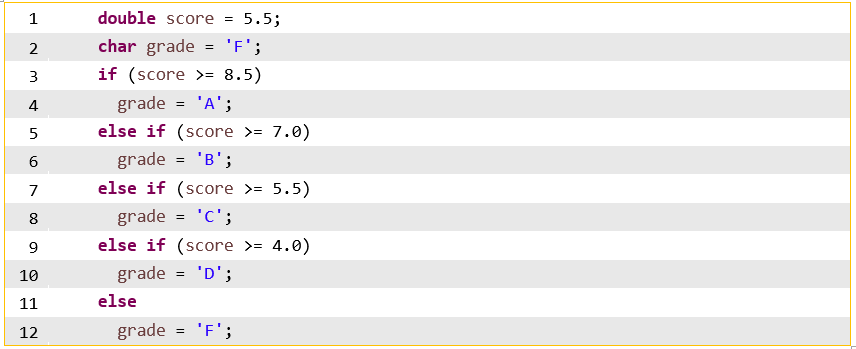 1 double score = 5.5;
2 char grade = 'F';
3 if (score >= 8.5)
4 grade = 'A';
5 else if (score >= 7.0)
6 grade = 'B';
7 else if (score >= 5.5)
8 grade = 'C';
9 else if (score >= 4.0)
10 grade = 'D';
11 else
12 grade = 'F';